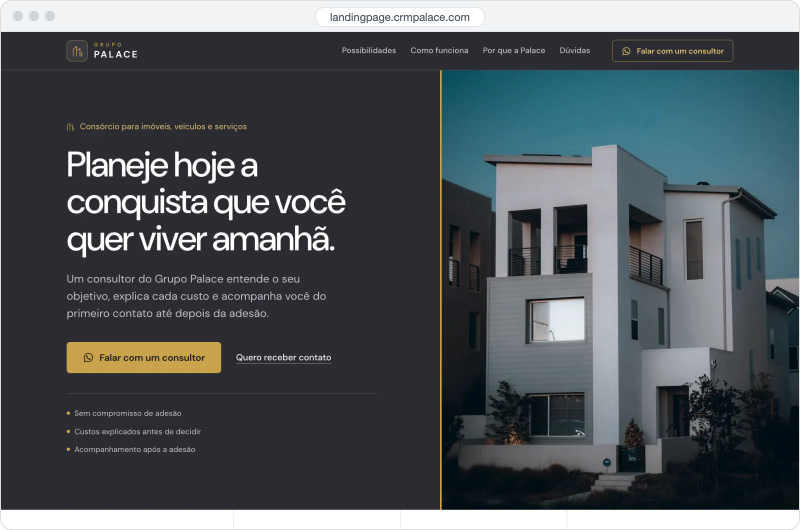 landingpage.crmpalace.com
GRUPO
PALACE
Possibilidades
Como funciona
Por que a Palace
Dúvidas
Falar com um consultor
Consórcio para imóveis, veículos e serviços
Planeje hoje a
conquista que você
quer viver amanhã.
Um consultor do Grupo Palace entende o seu
objetivo, explica cada custo e acompanha você do
primeiro contato até depois da adesão.
Falar com um consultor
Quero receber contato
Sem compromisso de adesão
Custos explicados antes de decidir
Acompanhamento após a adesão